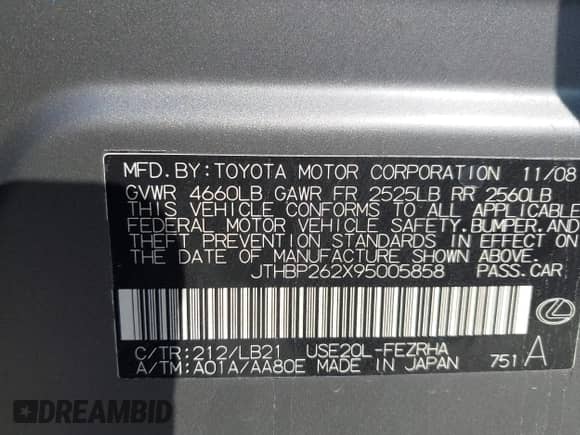 MFD.BY:TOYOTA MOTOR CORPORATION 11/08
GVWR 4660LB GAWR FR 2525LB RR 2560LB
THIS VEHICLE CONFORMS TO ALL APPLICABLE
FEDERAL MOTOR VEHICLE SAFETY,BUMPER,AND
THEFT PREVENTION STANDARDS IN EFFECT ON
THE DATE OF MANUFACTURE SHOWN ABOVE.
JTHBP262X95005858 PASS.CAR
C/TR:212/LB21 USE20L-FEZRHA
A/TM:A01A/AA80E MADE IN JAPAN 751 A
DREAMBID